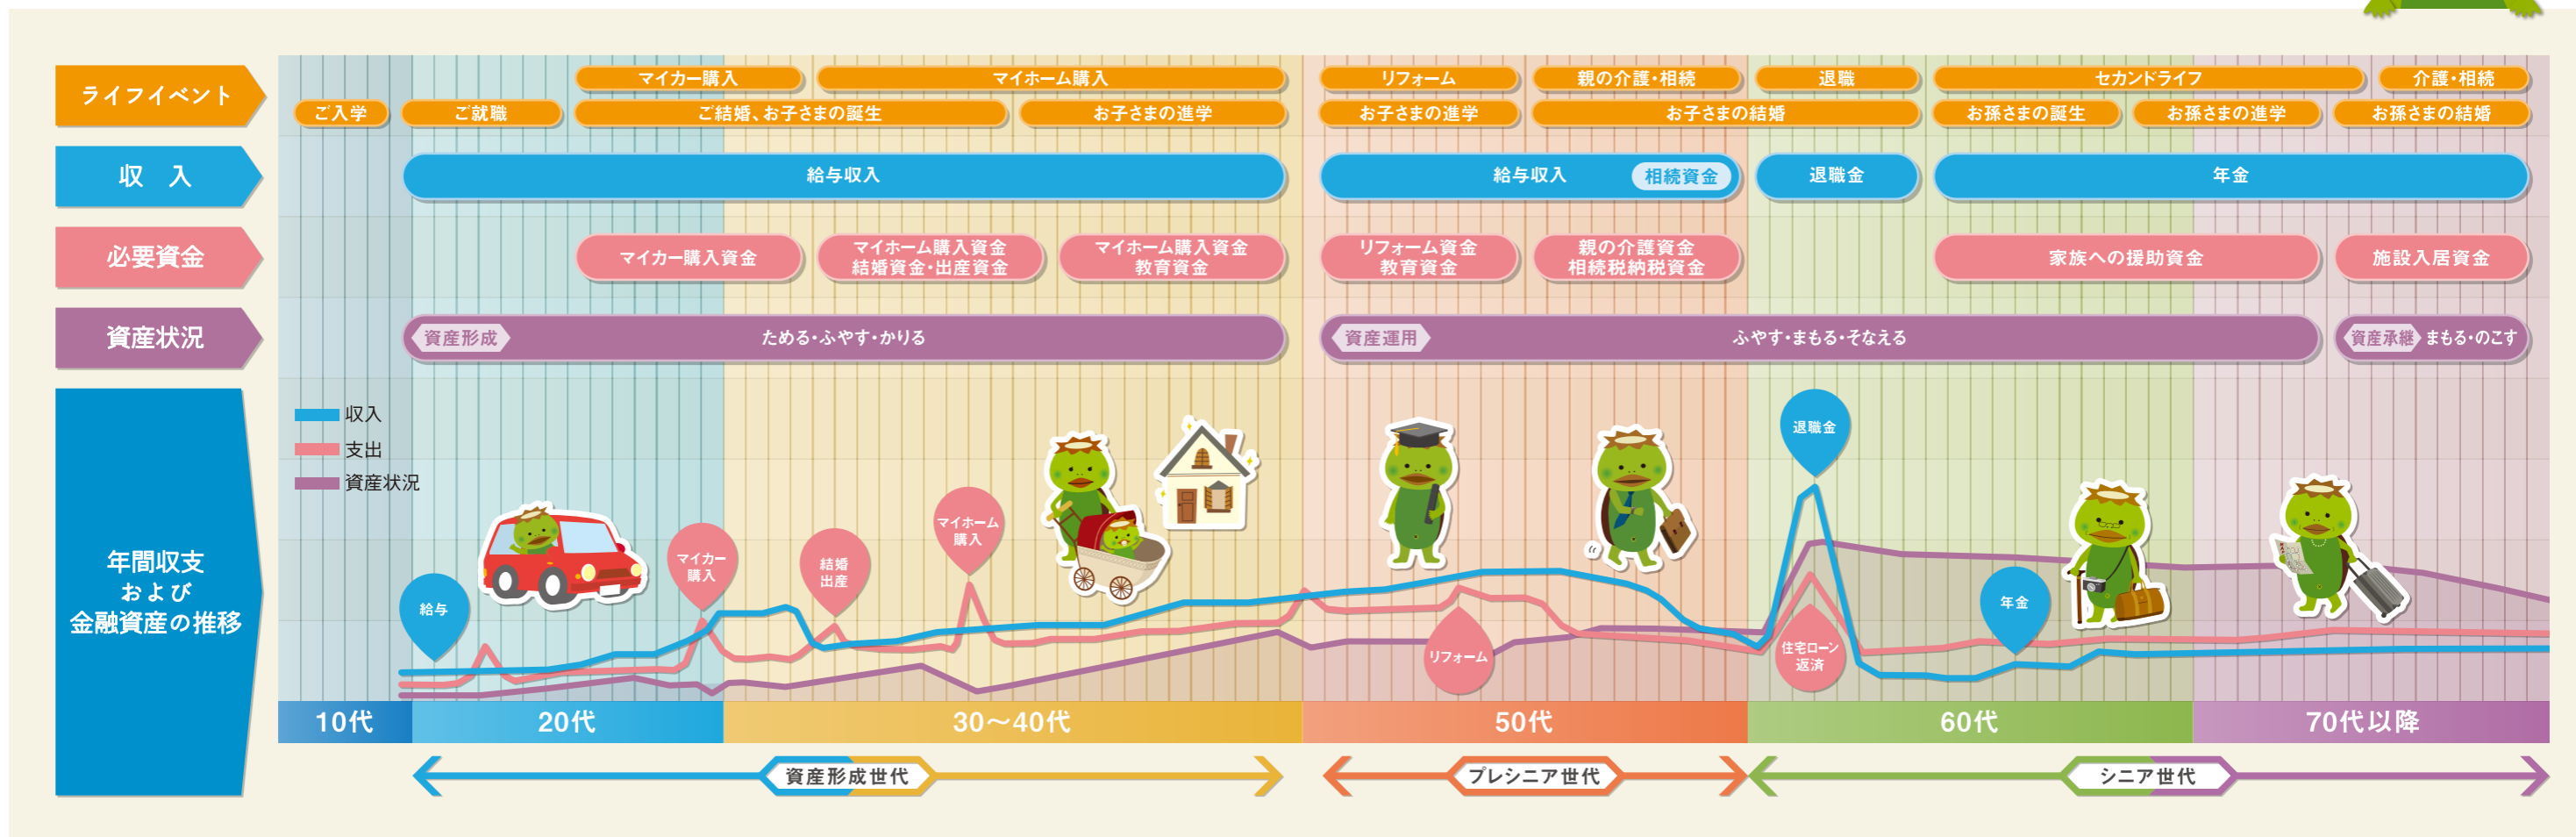 ライフイベント
マイカー購入
マイホーム購入
リフォーム
親の介護・相続
退職
セカンドライフ
介護・相続
ご入学
ご就職
ご結婚、お子さまの誕生
お子さまの進学
お子さまの進学
お子さまの結婚
お孫さまの誕生
お孫さまの進学
お孫さまの結婚
収　入
給与収入
給与収入
相続資金
退職金
年金
必要資金
マイカー購入資金
マイホーム購入資金
結婚資金・出産資金
マイホーム購入資金
教育資金
リフォーム資金
教育資金
親の介護資金
相続税納税資金
家族への援助資金
施設入居資金
資産状況
資産形成
ためる・ふやす・かりる
資産運用
ふやす・まもる・そなえる
資産承継
まもる・のこす
年間収支
および
金融資産の推移
収入
支出
資産状況
給与
マイカー
購入
結婚
出産
マイホーム
購入
リフォーム
退職金
住宅ローン
返済
年金
10代
20代
30〜40代
50代
60代
70代以降
資産形成世代
プレシニア世代
シニア世代